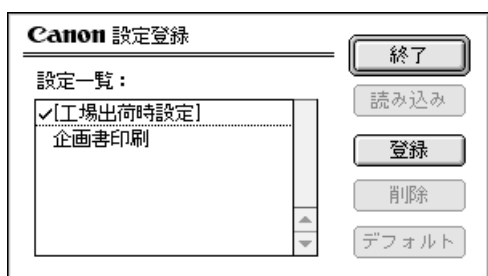 Canon 設定登録
設定一覧：
✓[工場出荷時設定]
企画書印刷
終了
読み込み
登録
削除
デフォルト